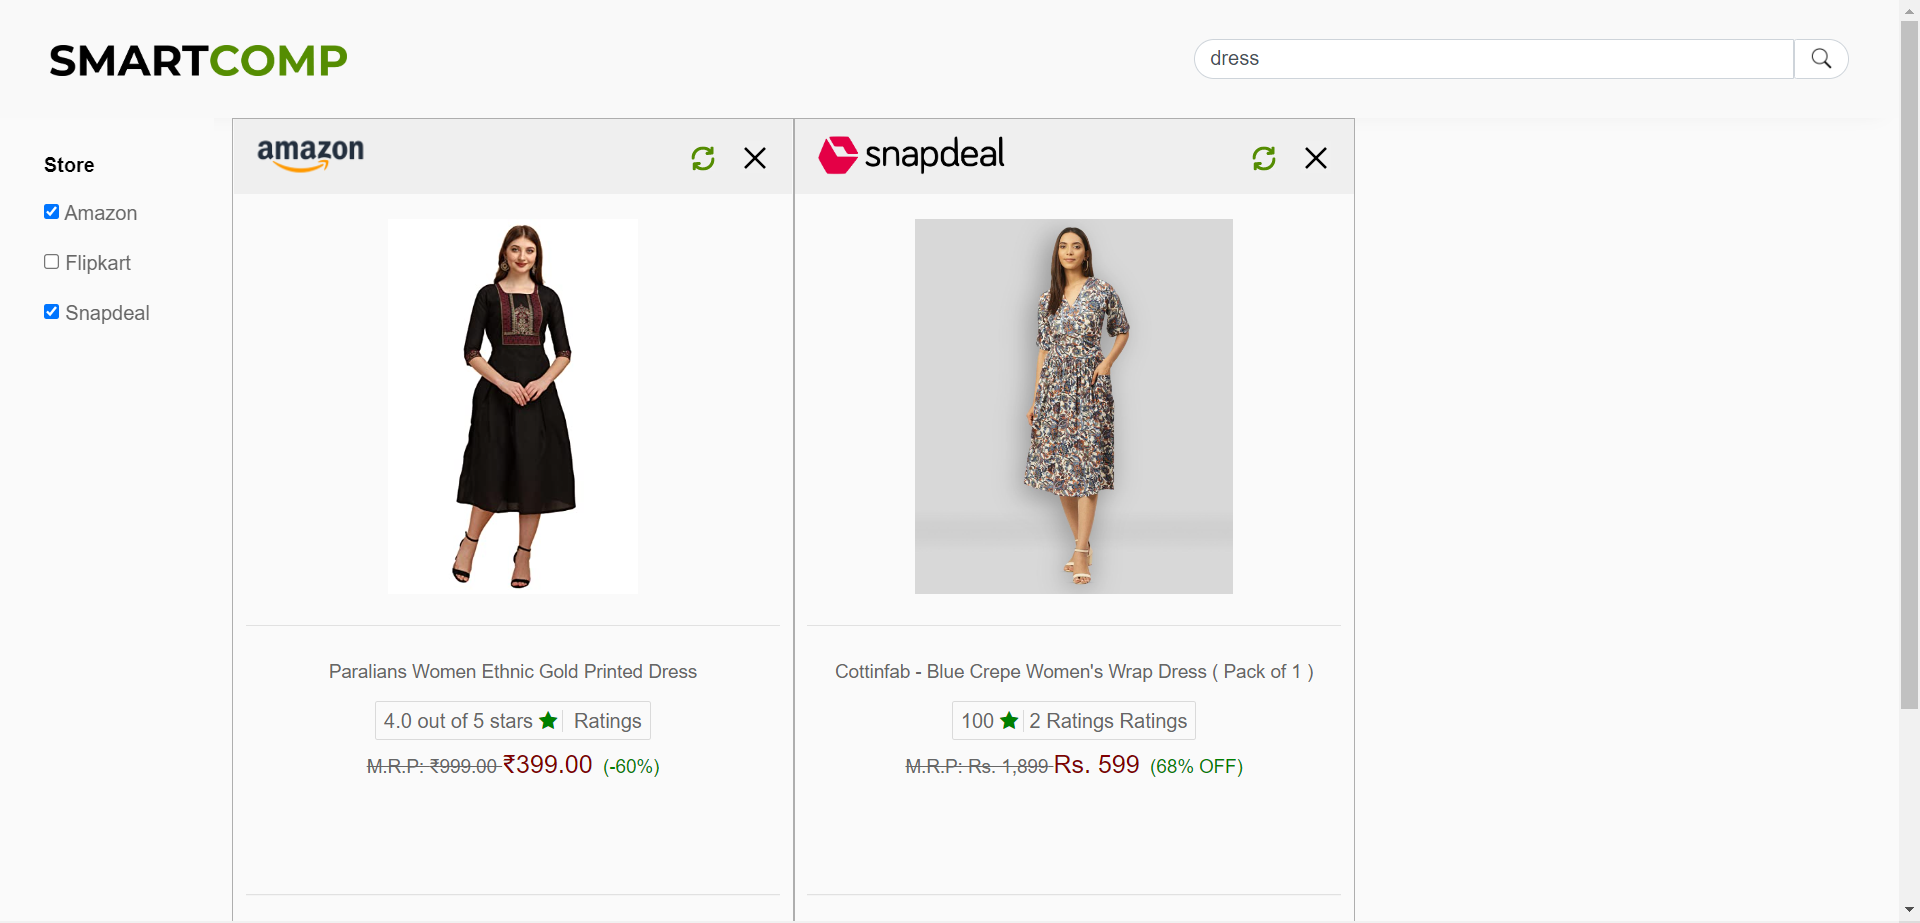 SMARTCOMP
dress
Store
Amazon
Flipkart
Snapdeal
amazon
Paralians Women Ethnic Gold Printed Dress
4.0 out of 5 stars ★ Ratings
M.R.P: ₹999.00 ₹399.00 (-60%)
snapdeal
Cottinfab - Blue Crepe Women's Wrap Dress ( Pack of 1 )
100 ★ 2 Ratings Ratings
M.R.P: Rs. 1,899 Rs. 599 (68% OFF)